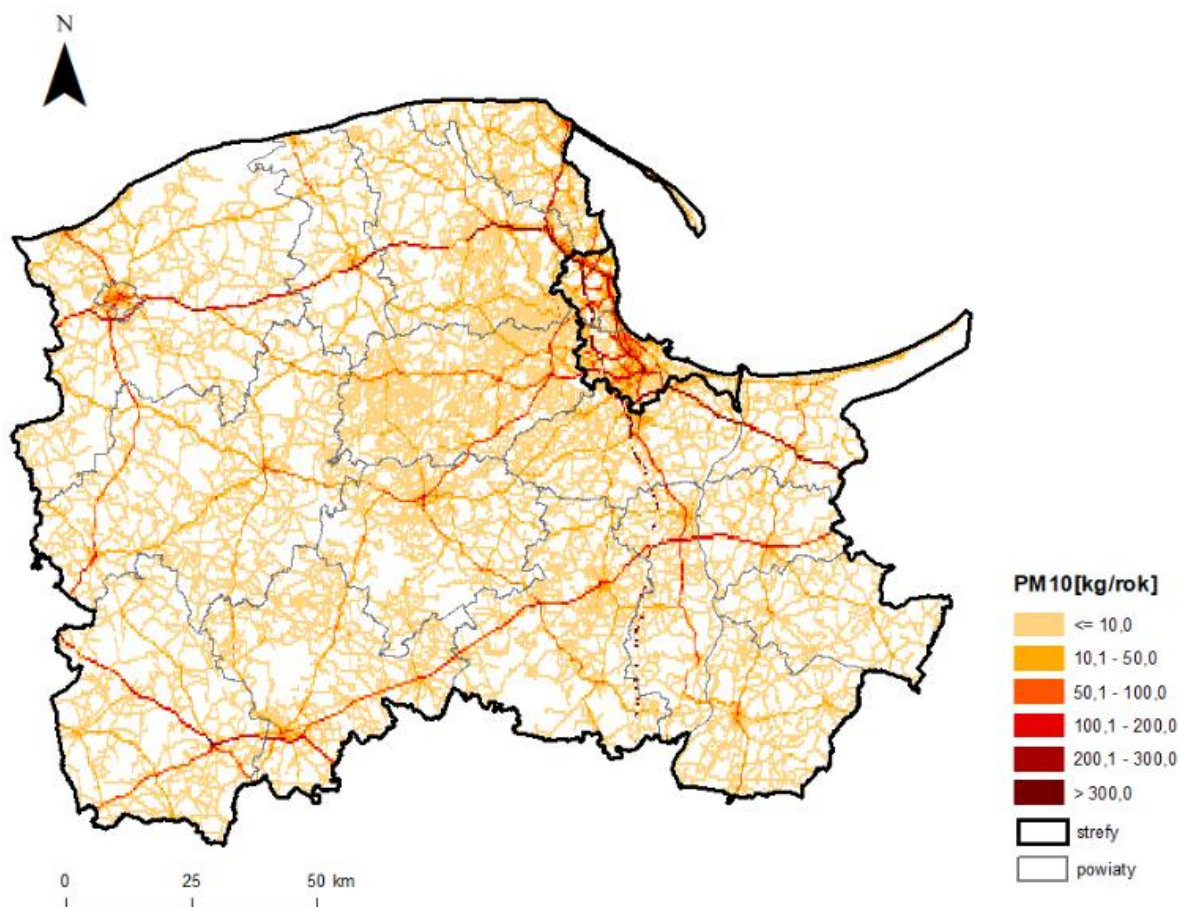 N
PM10[kg/rok]
<= 10,0
10,1 - 50,0
50,1 - 100,0
100,1 - 200,0
200,1 - 300,0
> 300,0
strefy
powiaty
0 25 50 km